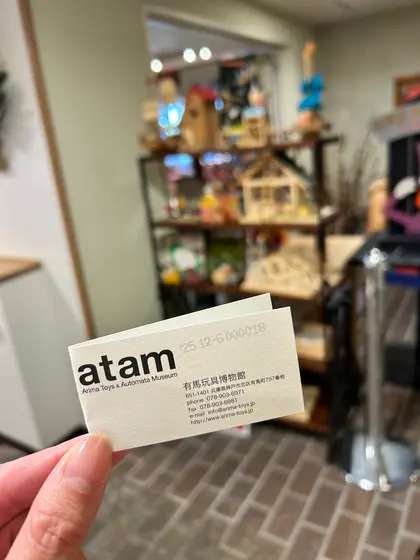 atam
Arima Toys & Automata Museum
'25 12-6 000018
有馬玩具博物館
651-1401 兵庫県神戸市北区有馬町797番地
phone 078-903-6971
fax 078-903-6981
e-mail info@arima-toys.jp
http://www.arima-toys.jp